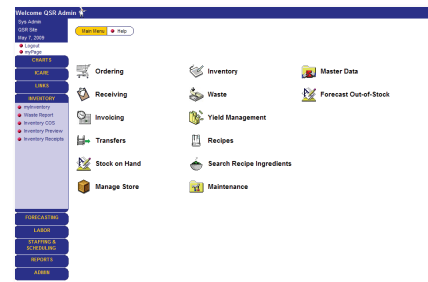 Welcome QSR Admin
Sys Admin
QSR Site
May 7, 2009
Logout
myPage
Main Menu
Help
CHARTS
ICARE
LINKS
INVENTORY
myInventory
Waste Report
Inventory COS
Inventory Preview
Inventory Receipts
FORECASTING
LABOR
STAFFING &
SCHEDULING
REPORTS
ADMIN
Ordering
Inventory
Master Data
Receiving
Waste
Forecast Out-of-Stock
Invoicing
Yield Management
Transfers
Recipes
Stock on Hand
Search Recipe Ingredients
Manage Store
Maintenance